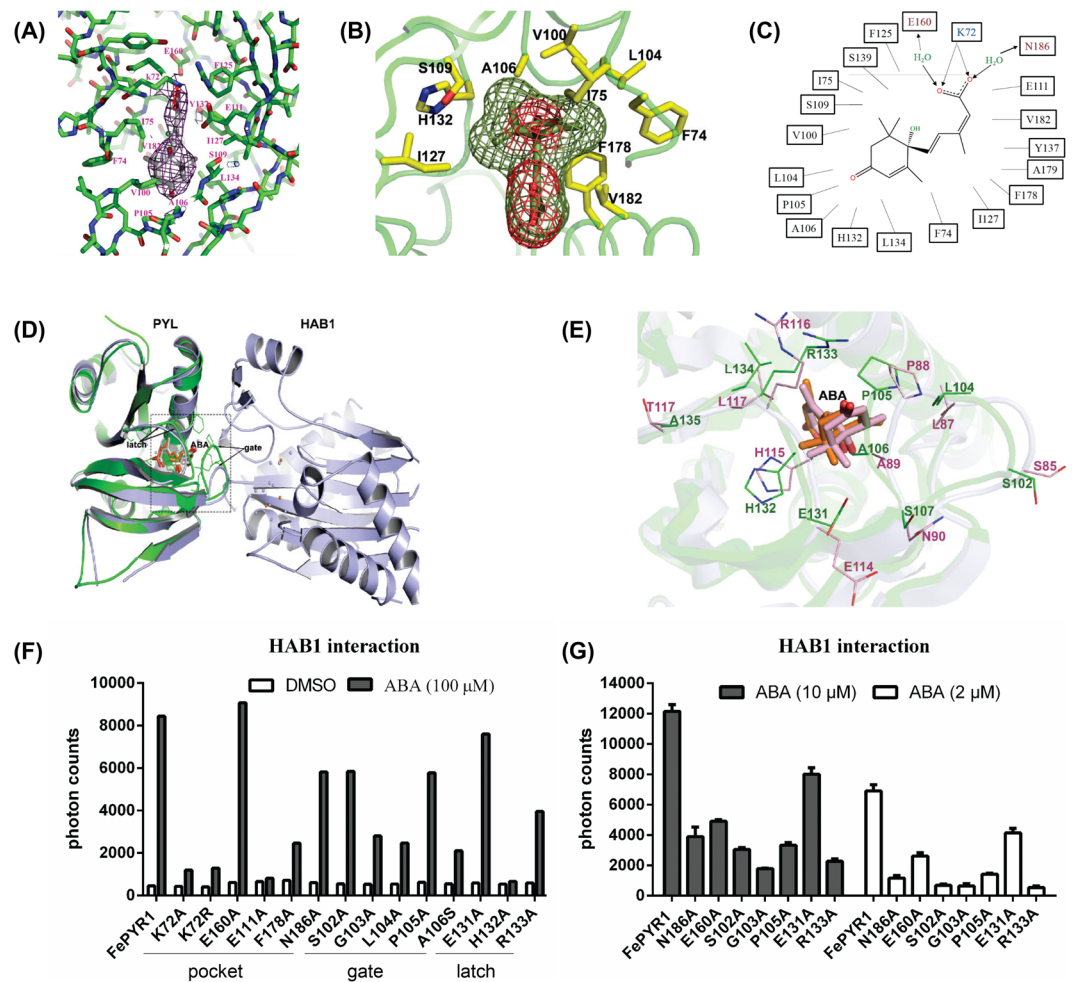 (A)
E160
k72
F125
Y137
E111
I75
V182
I127
F74
S109
L134
V100
A106
P105
(B)
V100
L104
A106
S109
I75
H132
F74
I127
F178
V182
(C)
E160
K72
N186
F125
H₂O
H₂O
S139
I75
E111
S109
V182
V100
OH
Y137
A179
L104
F178
P105
I127
A106
H132
L134
F74
O
O
O
(D)
PYL
HAB1
latch
ABA
gate
(E)
R116
R133
L134
P88
ABA
P105
L104
T117
L117
L87
A135
A106
H115
A89
S85
S102
H132
E131
S107
N90
E114
(F)
HAB1 interaction
DMSO
ABA (100 μM)
photon counts
10000
8000
6000
4000
2000
0
FePYR1
K72A
K72R
E160A
E111A
F178A
N186A
S102A
G103A
L104A
P105A
A106S
E131A
H132A
R133A
pocket
gate
latch
(G)
HAB1 interaction
ABA (10 μM)
ABA (2 μM)
photon counts
14000
12000
10000
8000
6000
4000
2000
0
FePYR1
N186A
E160A
S102A
G103A
P105A
E131A
R133A
FePYR1
N186A
E160A
S102A
G103A
P105A
E131A
R133A